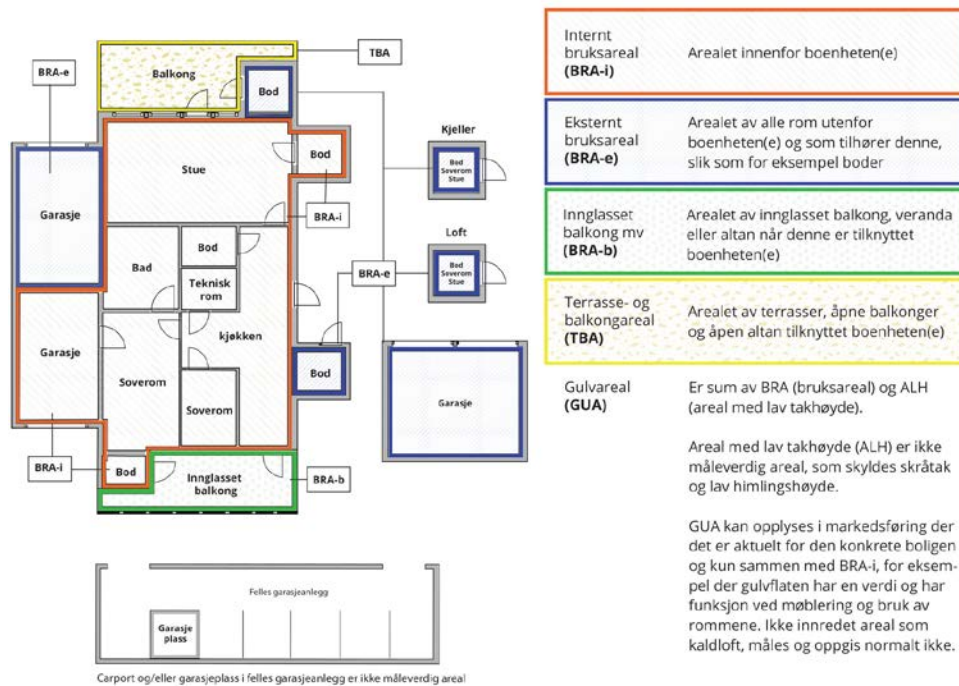 TBA
BRA-e
Balkong
Bod
Kjeller
Bod
Soverom
Stue
Stue
Bod
BRA-i
Garasje
Loft
Bod
Bad
BRA-e
Bod
Soverom
Stue
Teknisk
rom
kjøkken
Garasje
Soverom
Bod
Soverom
Garasje
BRA-i
Bod
Innglasset
balkong
BRA-b
Felles garasjeanlegg
Garasje
plass
Carport og/eller garasjeplass i felles garasjeanlegg er ikke måleverdig areal
Internt
bruksareal
(BRA-i)
Arealet innenfor boenheten(e)
Eksternt
bruksareal
(BRA-e)
Arealet av alle rom utenfor
boenheten(e) og som tilhører denne,
slik som for eksempel boder
Innglasset
balkong mv
(BRA-b)
Arealet av innglasset balkong, veranda
eller altan når denne er tilknyttet
boenheten(e)
Terrasse- og
balkongareal
(TBA)
Arealet av terrasser, åpne balkonger
og åpen altan tilknyttet boenheten(e)
Gulvareal
(GUA)
Er sum av BRA (bruksareal) og ALH
(areal med lav takhøyde).
Areal med lav takhøyde (ALH) er ikke
måleverdig areal, som skyldes skråtak
og lav himlingshøyde.
GUA kan opplyses i markedsføring der
det er aktuelt for den konkrete boligen
og kun sammen med BRA-i, for eksem-
pel der gulvflaten har en verdi og har
funksjon ved møblering og bruk av
rommene. Ikke innredet areal som
kaldloft, måles og oppgis normalt ikke.